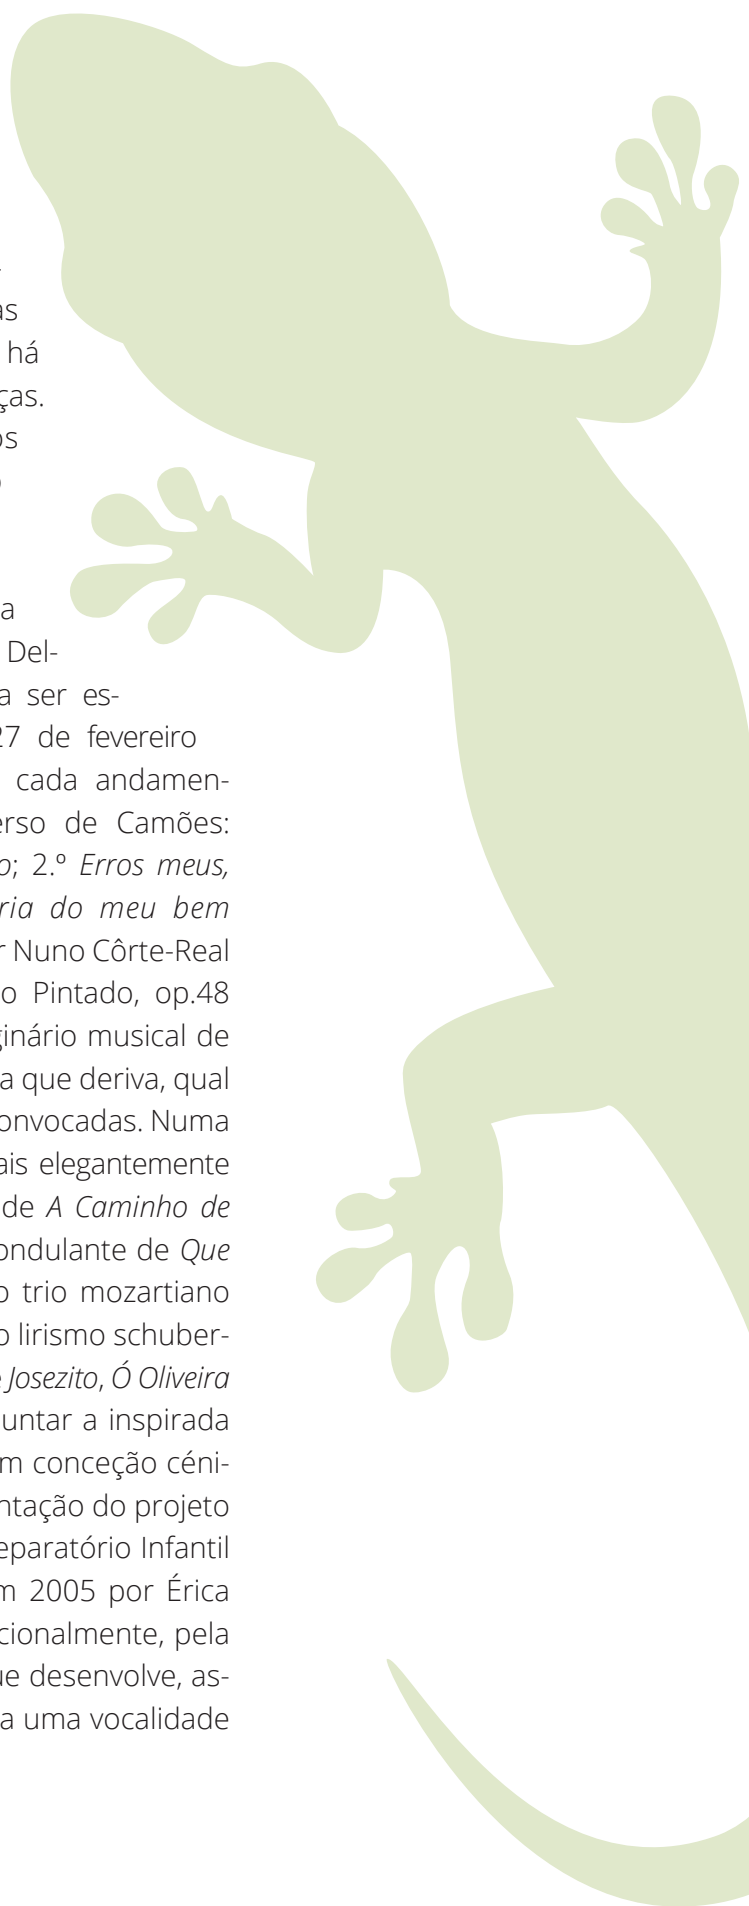 as
há
ças.
os
o
a
Del-
a ser es-
27 de fevereiro
cada andamen-
erso de Camões:
o; 2.º Erros meus,
ria do meu bem
r Nuno Côrte-Real
o Pintado, op.48
ginário musical de
a que deriva, qual
onvocadas. Numa
ais elegantemente
de A Caminho de
ondulante de Que
o trio mozartiano
o lirismo schuber-
e Josezito, Ó Oliveira
untar a inspirada
m conceção céni-
ntação do projeto
eparatório Infantil
m 2005 por Érica
cionalmente, pela
ue desenvolve, as-
a uma vocalidade